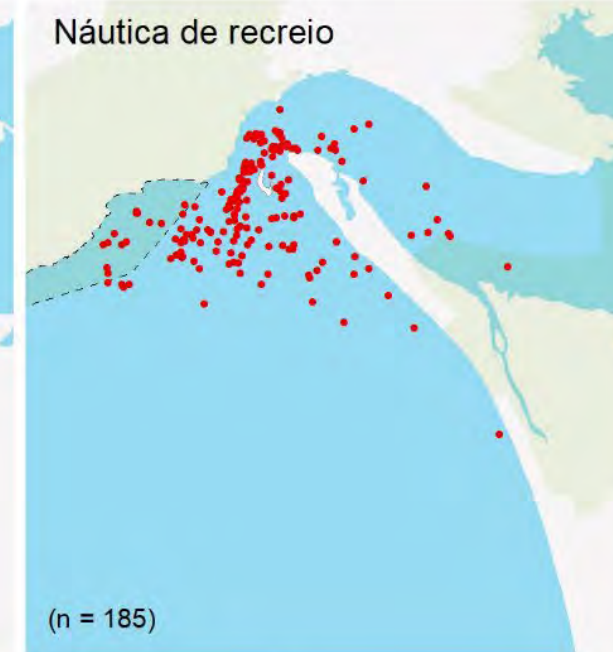 Náutica de recreio
(n = 185)